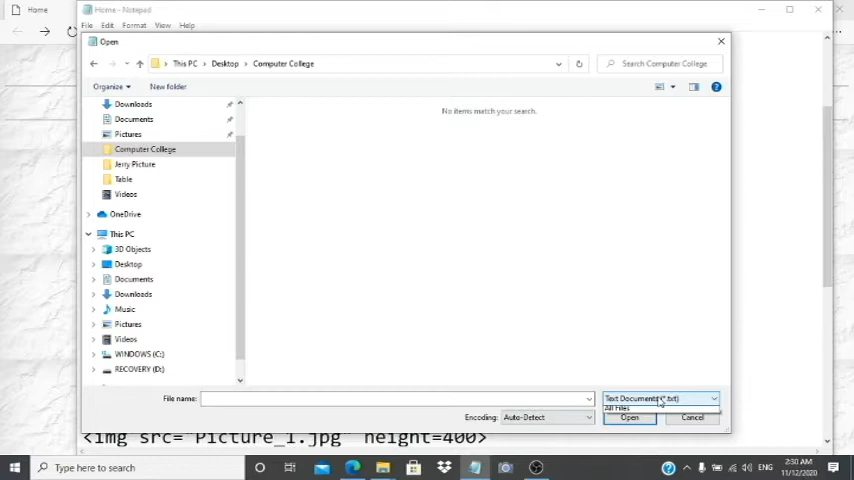 Home
Home - Notepad
File Edit Format View Help
Open
This PC Desktop Computer College
Search Computer College
Organize New folder
Downloads
Documents
Pictures
Computer College
Jerry Picture
Table
Videos
OneDrive
This PC
3D Objects
Desktop
Documents
Downloads
Music
Pictures
Videos
WINDOWS (C:)
RECOVERY (D:)
No items match your search.
File name:
Text Documents (*.txt)
All Files
Encoding: Auto-Detect
Open Cancel
<img src="Picture_1.jpg" height=400>
Type here to search
ENG
2:30 AM
11/12/2020